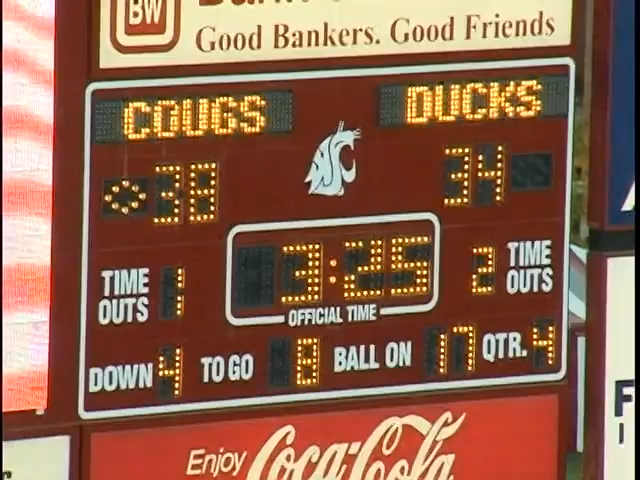 BW
Good Bankers. Good Friends
COUGS DUCKS
38 34
TIME OUTS 1 3:25 2 TIME OUTS
OFFICIAL TIME
DOWN 4 TO GO 8 BALL ON 17 QTR. 4
Enjoy Coca-Cola